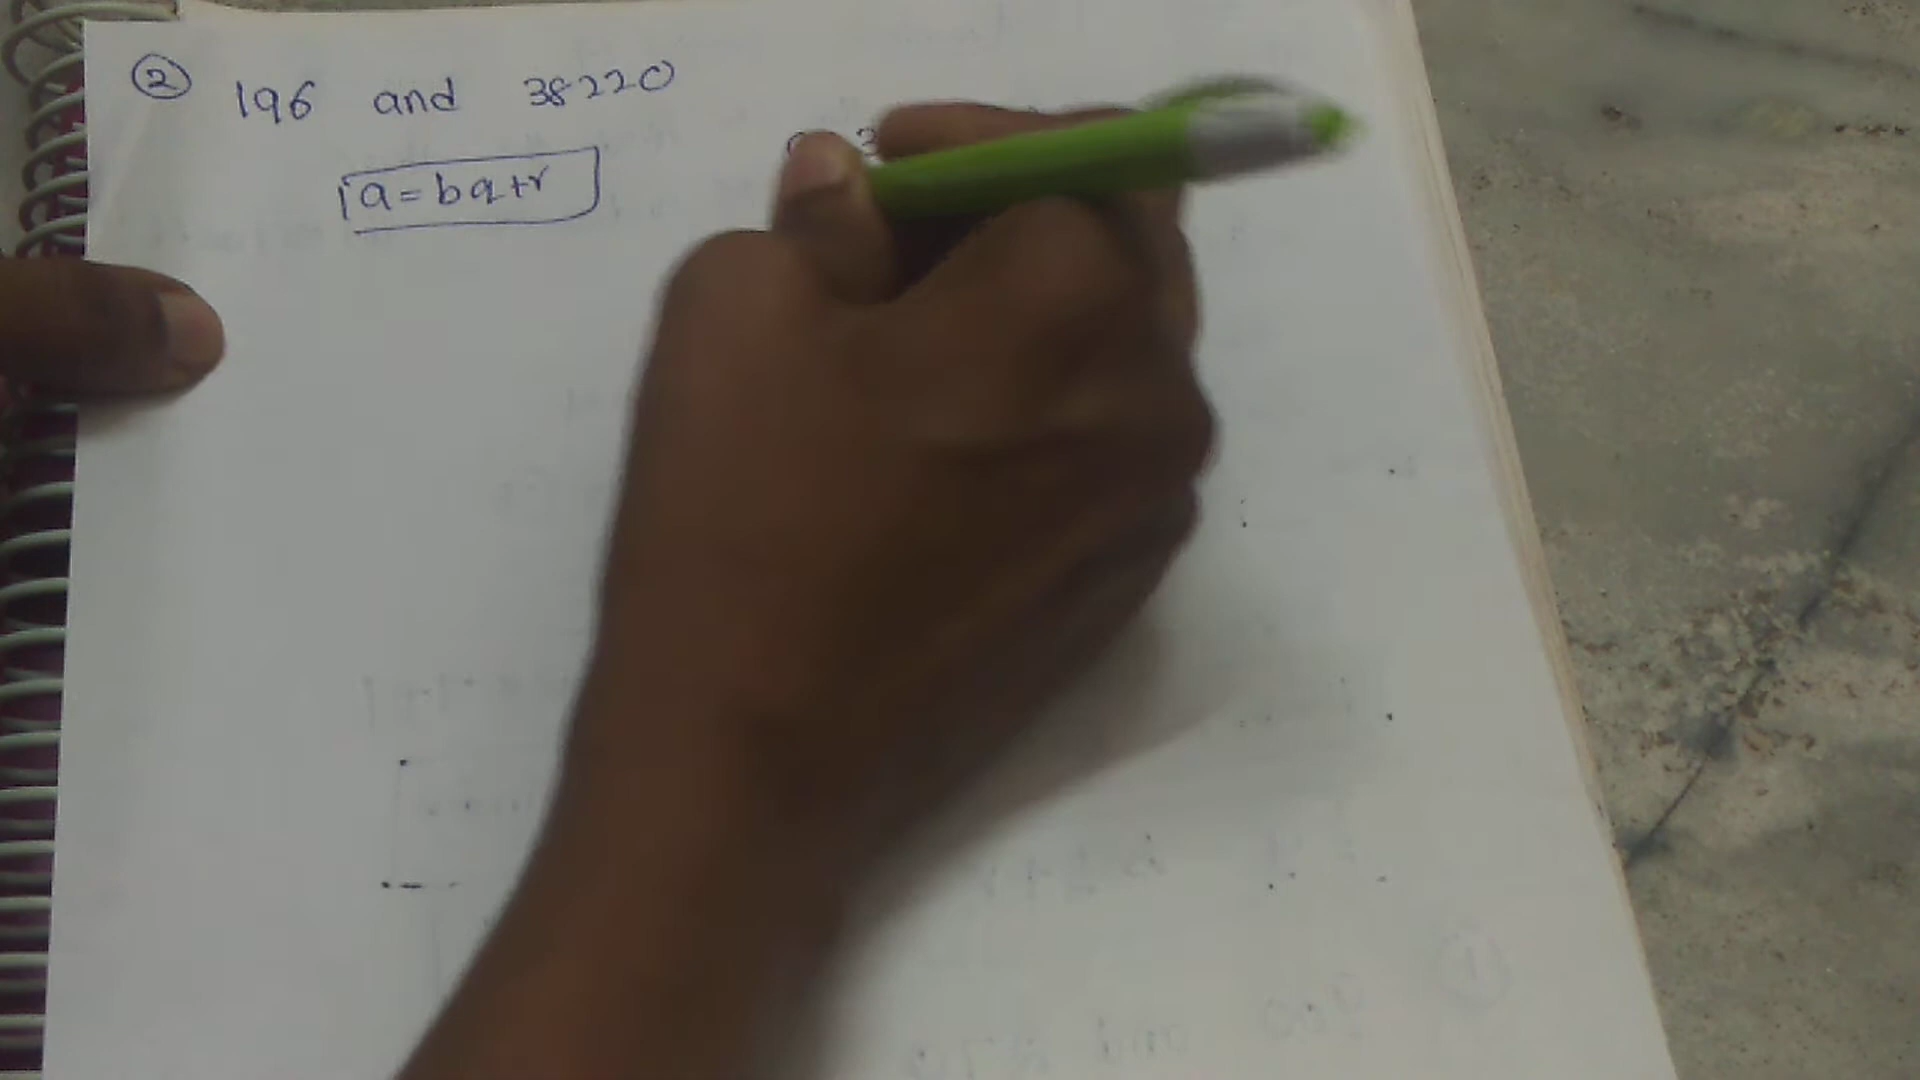 ② 196 and 38220
a = bq+r